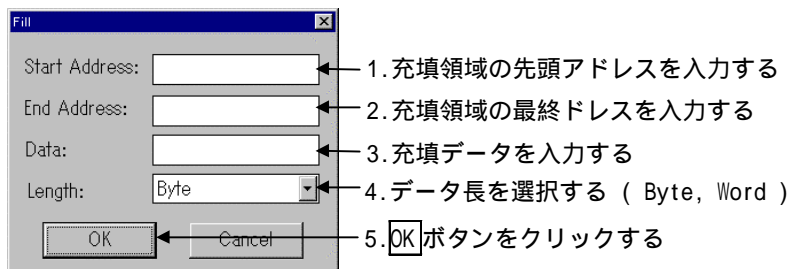 Fill
Start Address: 1.充填領域の先頭アドレスを入力する
End Address: 2.充填領域の最終ドレスを入力する
Data: 3.充填データを入力する
Length: Byte 4.データ長を選択する ( Byte, Word )
OK Cancel 5.OKボタンをクリックする